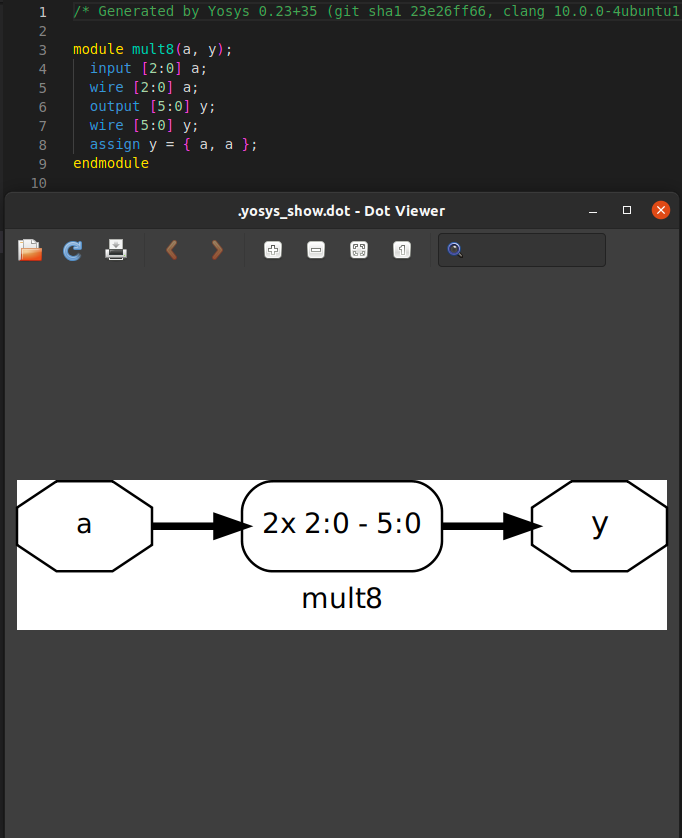 1 /* Generated by Yosys 0.23+35 (git sha1 23e26ff66, clang 10.0.0-4ubuntu1
2
3 module mult8(a, y);
4 input [2:0] a;
5 wire [2:0] a;
6 output [5:0] y;
7 wire [5:0] y;
8 assign y = { a, a };
9 endmodule
10
.yosys_show.dot - Dot Viewer
1
a
2x 2:0 - 5:0
y
mult8